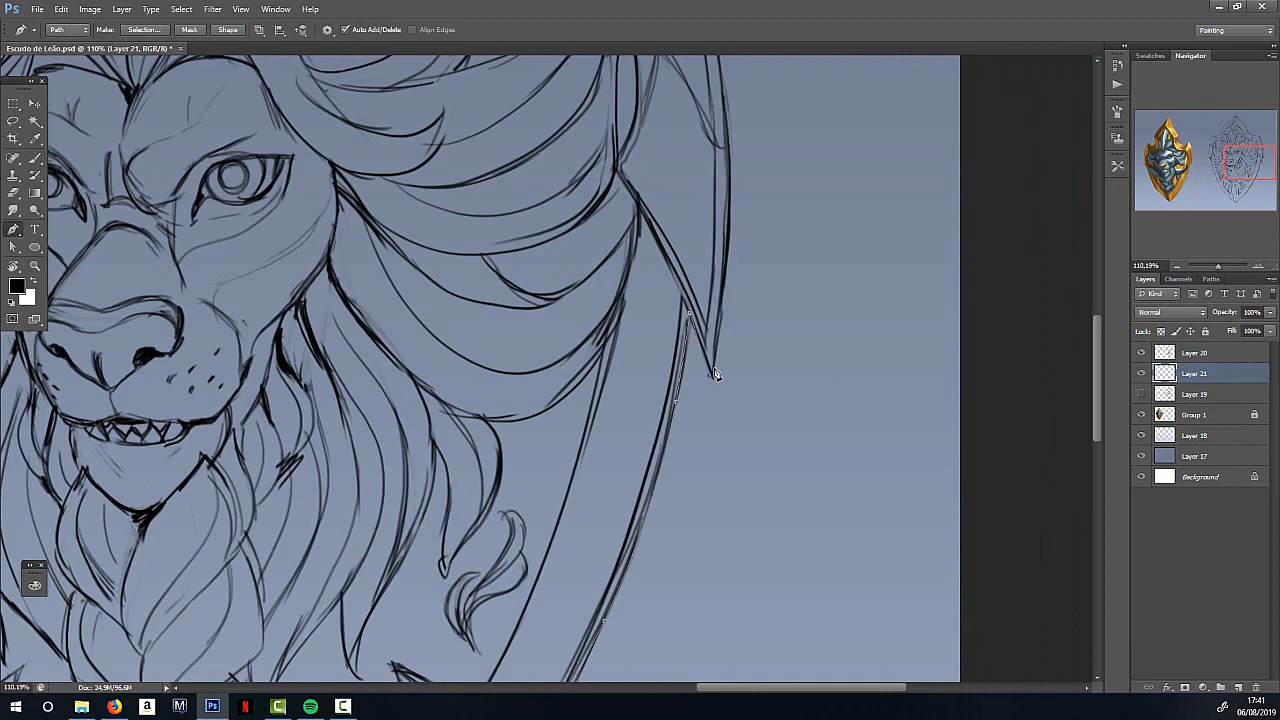 Ps File Edit Image Layer Type Select Filter View Window Help
Path Make: Selection... Mask Shape Auto Add/Delete Align Edges Painting
Escudo de Leão.psd @ 110% (Layer 21, RGB/8) *
Swatches Navigator
110,19%
Layers Channels Paths
Kind
Normal Opacity: 100%
Lock: Fill: 100%
Layer 20
Layer 21
Layer 19
Group 1
Layer 18
Layer 17
Background
110,19% Doc: 24,9M/96,6M
17:41
06/08/2019